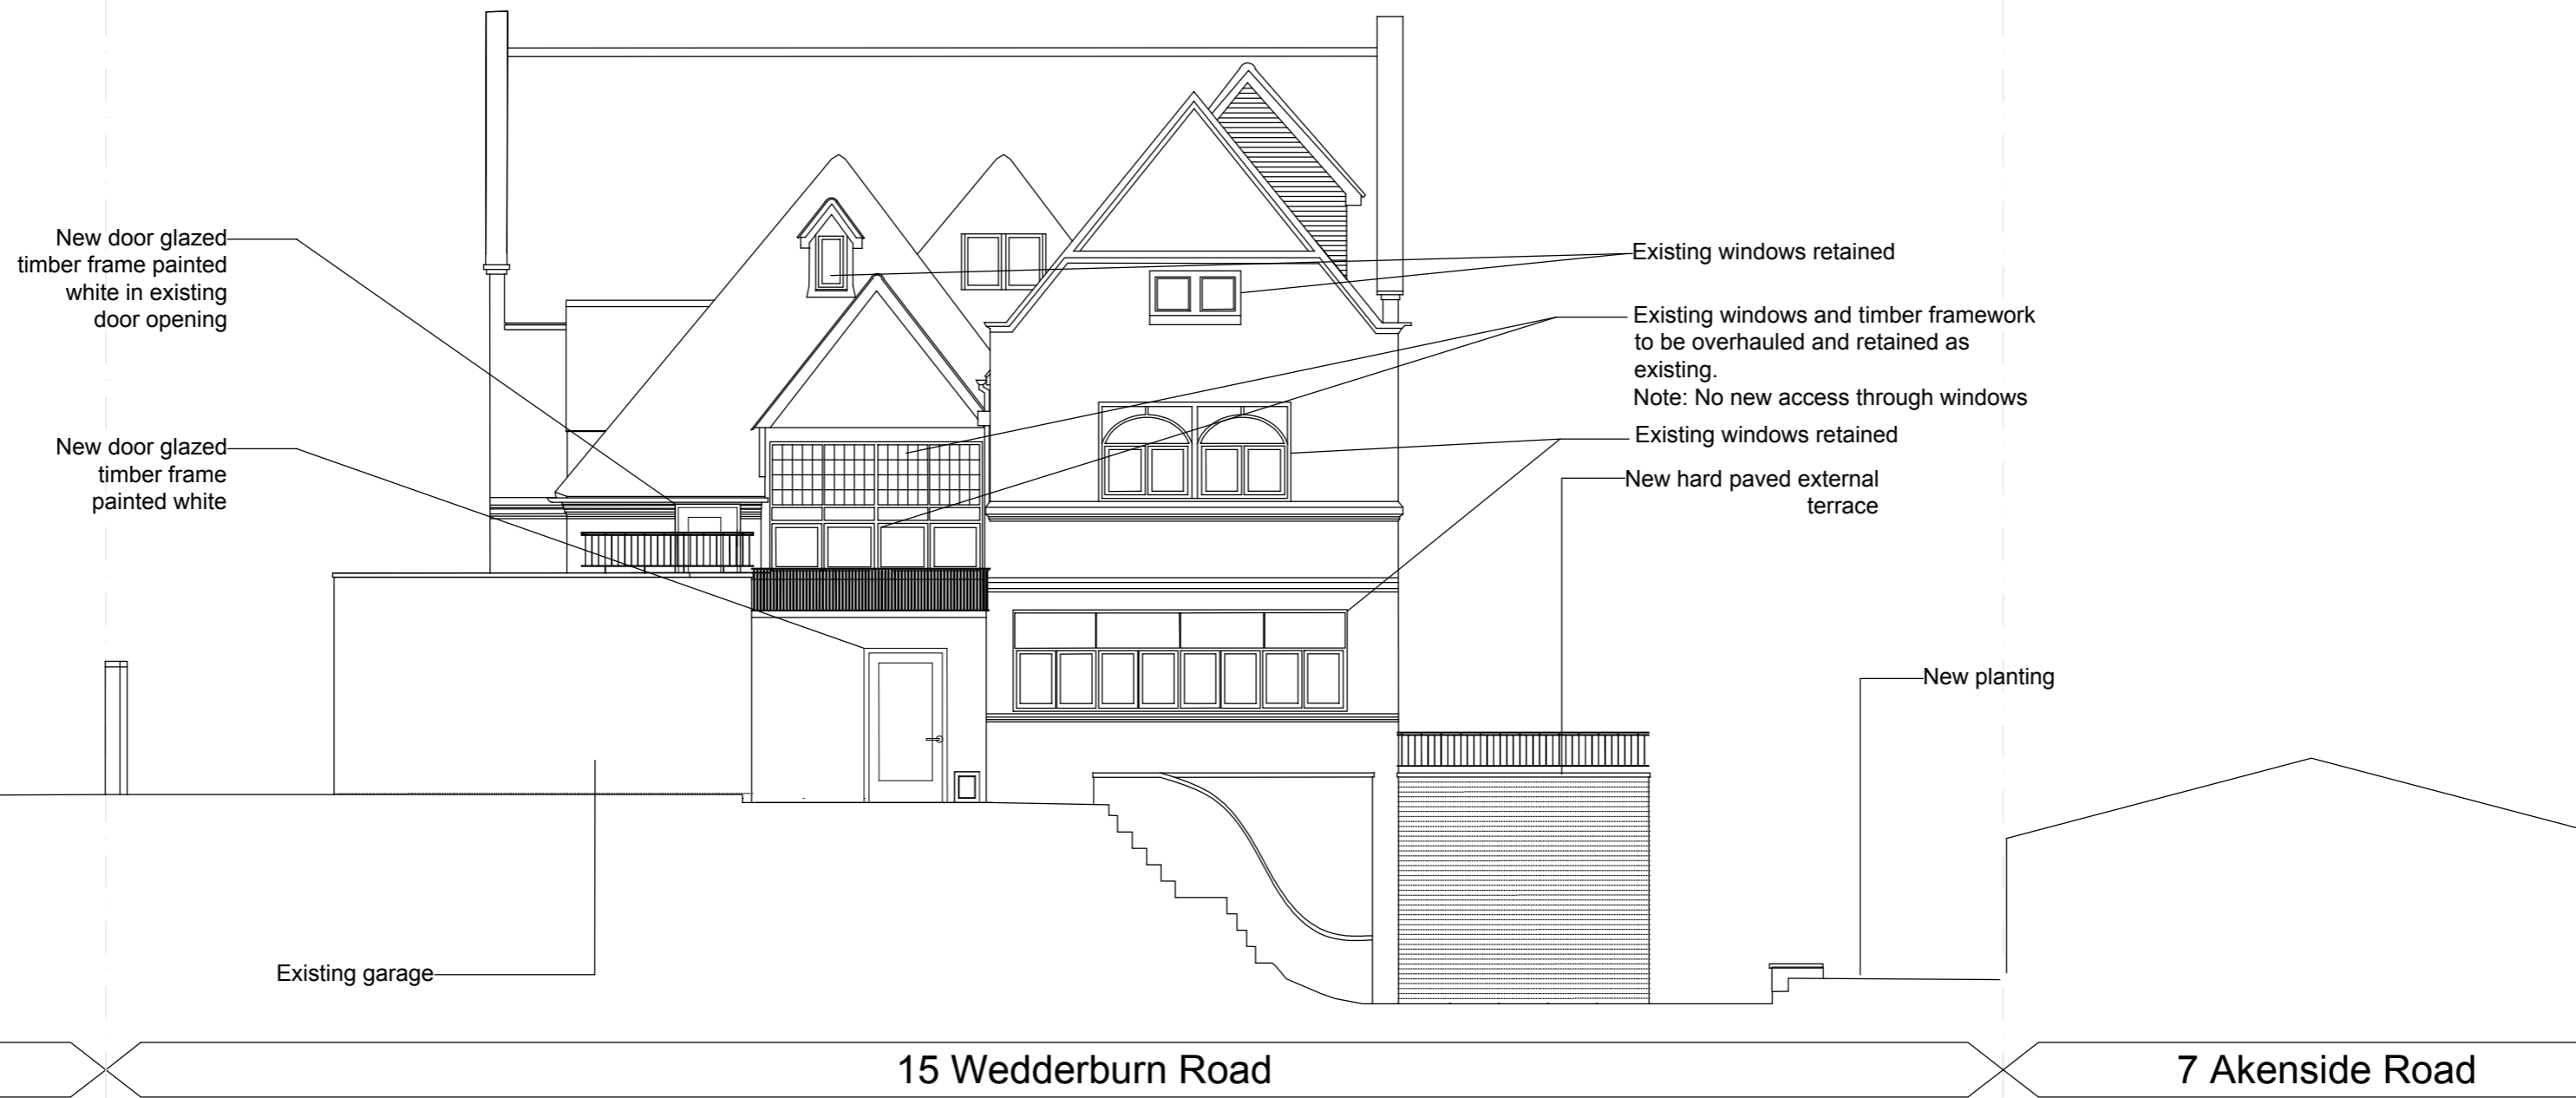 New door glazed
timber frame painted
white in existing
door opening
New door glazed
timber frame
painted white
Existing garage
Existing windows retained
Existing windows and timber framework
to be overhauled and retained as
existing.
Note: No new access through windows
Existing windows retained
New hard paved external
terrace
New planting
15 Wedderburn Road
7 Akenside Road